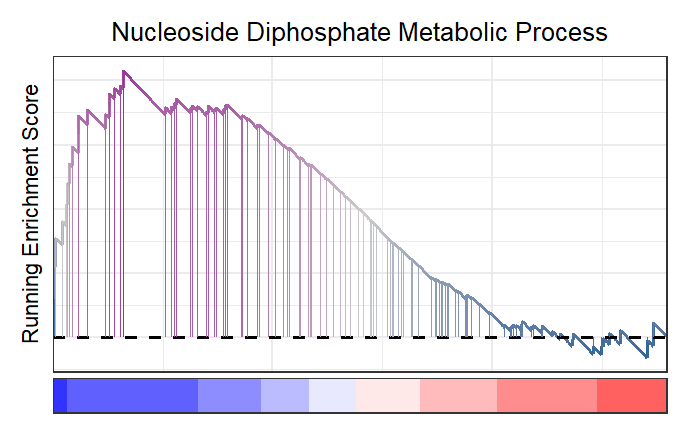 Nucleoside Diphosphate Metabolic Process
Running Enrichment Score